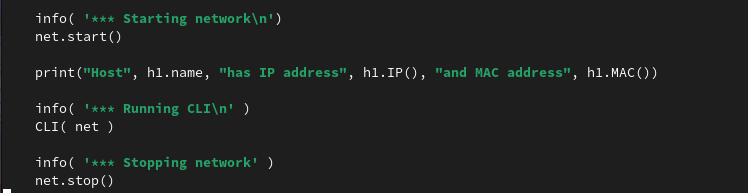 info( '*** Starting network\n')
net.start()
print("Host", h1.name, "has IP address", h1.IP(), "and MAC address", h1.MAC())
info( '*** Running CLI\n' )
CLI( net )
info( '*** Stopping network' )
net.stop()